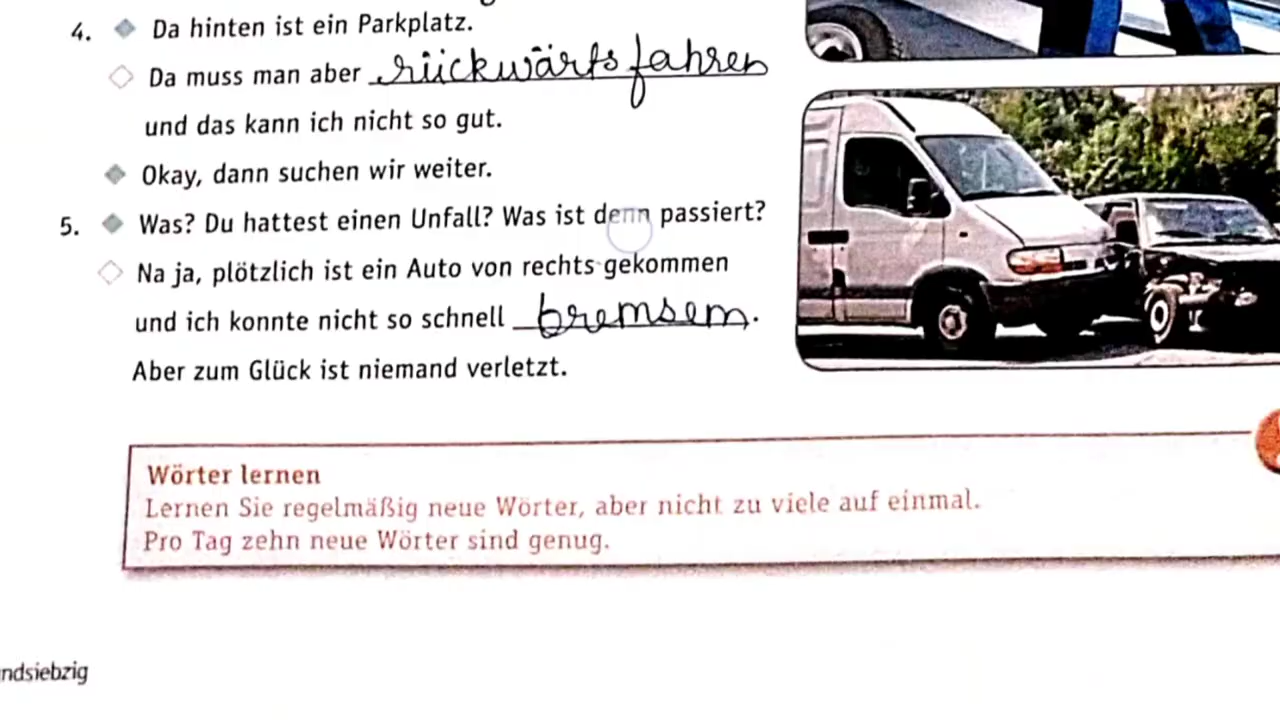 4. Da hinten ist ein Parkplatz.
Da muss man aber rückwärts fahren
und das kann ich nicht so gut.
Okay, dann suchen wir weiter.
5. Was? Du hattest einen Unfall? Was ist denn passiert?
Na ja, plötzlich ist ein Auto von rechts gekommen
und ich konnte nicht so schnell bremsem.
Aber zum Glück ist niemand verletzt.
Wörter lernen
Lernen Sie regelmäßig neue Wörter, aber nicht zu viele auf einmal.
Pro Tag zehn neue Wörter sind genug.
ndsiebzig